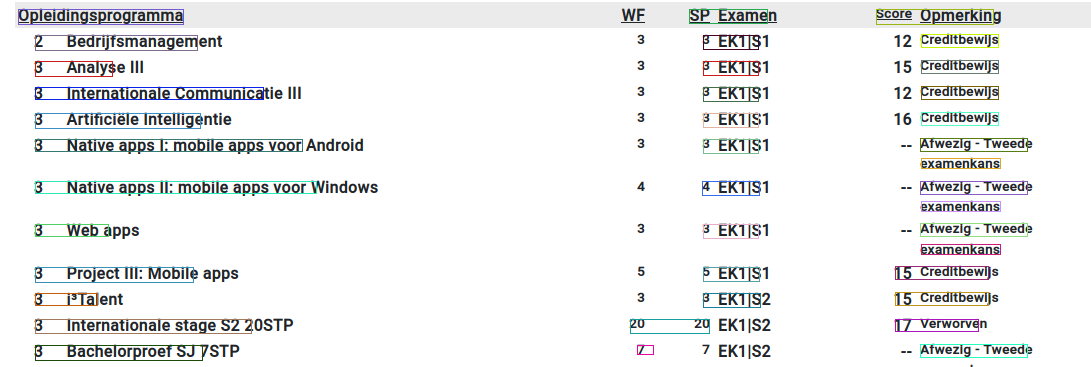 Opleidingsprogramma WF SP Examen Score Opmerking
2 Bedrijfsmanagement 3 3 EK1|S1 12 Creditbewijs
3 Analyse III 3 3 EK1|S1 15 Creditbewijs
3 Internationale Communicatie III 3 3 EK1|S1 12 Creditbewijs
3 Artificiële Intelligentie 3 3 EK1|S1 16 Creditbewijs
3 Native apps I: mobile apps voor Android 3 3 EK1|S1 -- Afwezig - Tweede
examenkans
3 Native apps II: mobile apps voor Windows 4 4 EK1|S1 -- Afwezig - Tweede
examenkans
3 Web apps 3 3 EK1|S1 -- Afwezig - Tweede
examenkans
3 Project III: Mobile apps 5 5 EK1|S1 15 Creditbewijs
3 i³Talent 3 3 EK1|S2 15 Creditbewijs
3 Internationale stage S2 20STP 20 20 EK1|S2 17 Verworven
3 Bachelorproef SJ 7STP 7 7 EK1|S2 -- Afwezig - Tweede